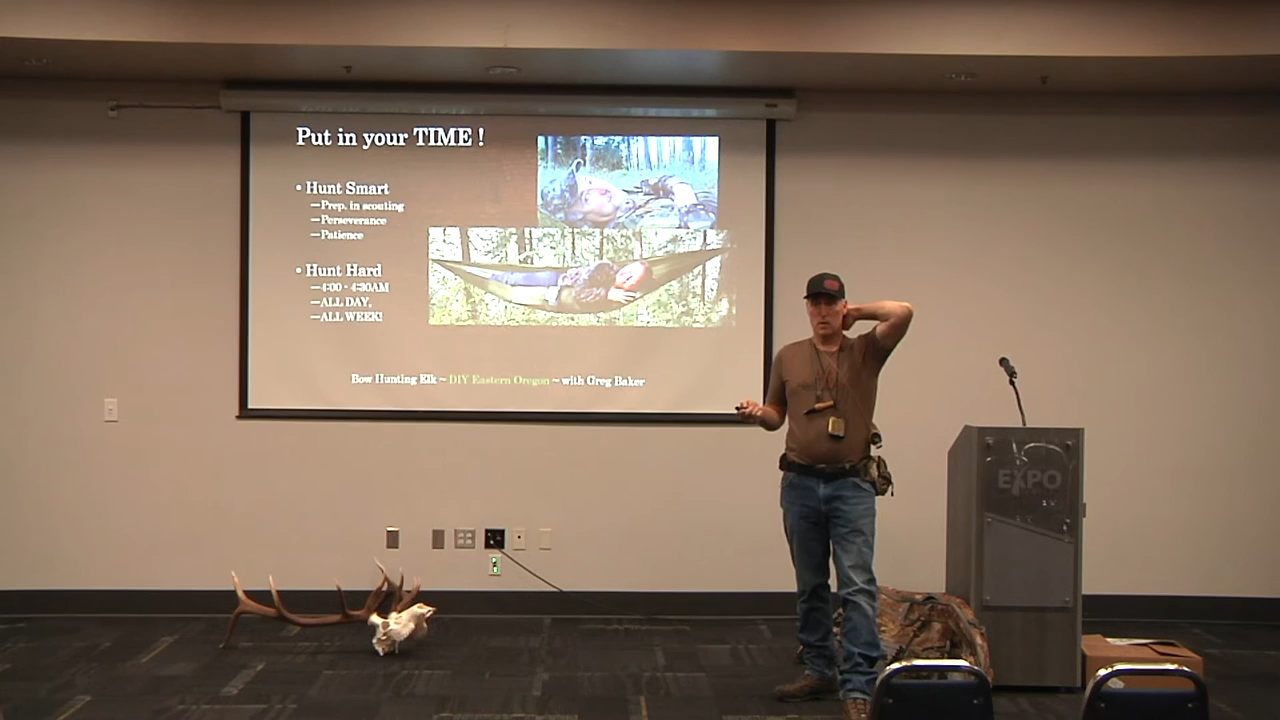 Put in your TIME !
• Hunt Smart
—Prep. in scouting
—Perseverance
—Patience
• Hunt Hard
—4:00 - 4:30AM
—ALL DAY,
—ALL WEEK!
Bow Hunting Elk ~ DIY Eastern Oregon ~ with Greg Baker
EXPO